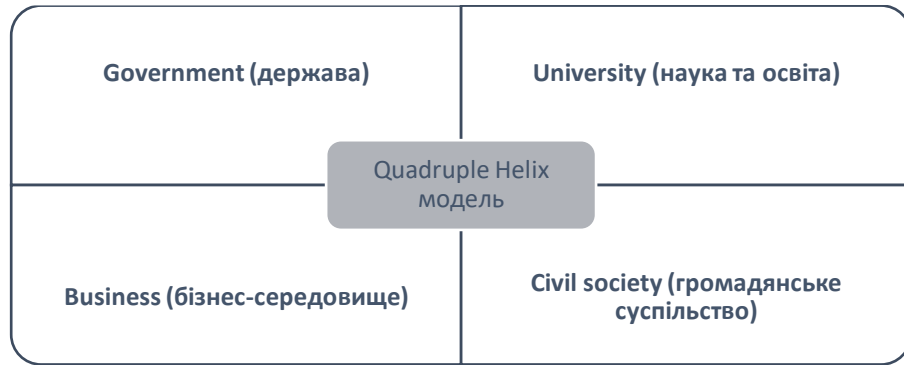 Government (держава)
University (наука та освіта)
Quadruple Helix
модель
Business (бізнес-середовище)
Civil society (громадянське
суспільство)